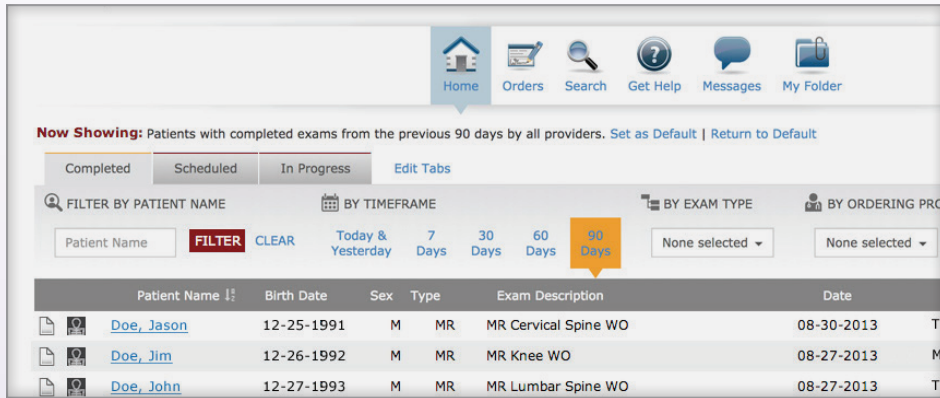 Home Orders Search Get Help Messages My Folder
Now Showing: Patients with completed exams from the previous 90 days by all providers. Set as Default | Return to Default
Completed Scheduled In Progress Edit Tabs
FILTER BY PATIENT NAME BY TIMEFRAME BY EXAM TYPE BY ORDERING PRO
Patient Name FILTER CLEAR Today & Yesterday 7 Days 30 Days 60 Days 90 Days None selected None selected
Patient Name Birth Date Sex Type Exam Description Date
Doe, Jason 12-25-1991 M MR MR Cervical Spine WO 08-30-2013 T
Doe, Jim 12-26-1992 M MR MR Knee WO 08-27-2013 M
Doe, John 12-27-1993 M MR MR Lumbar Spine WO 08-27-2013 T